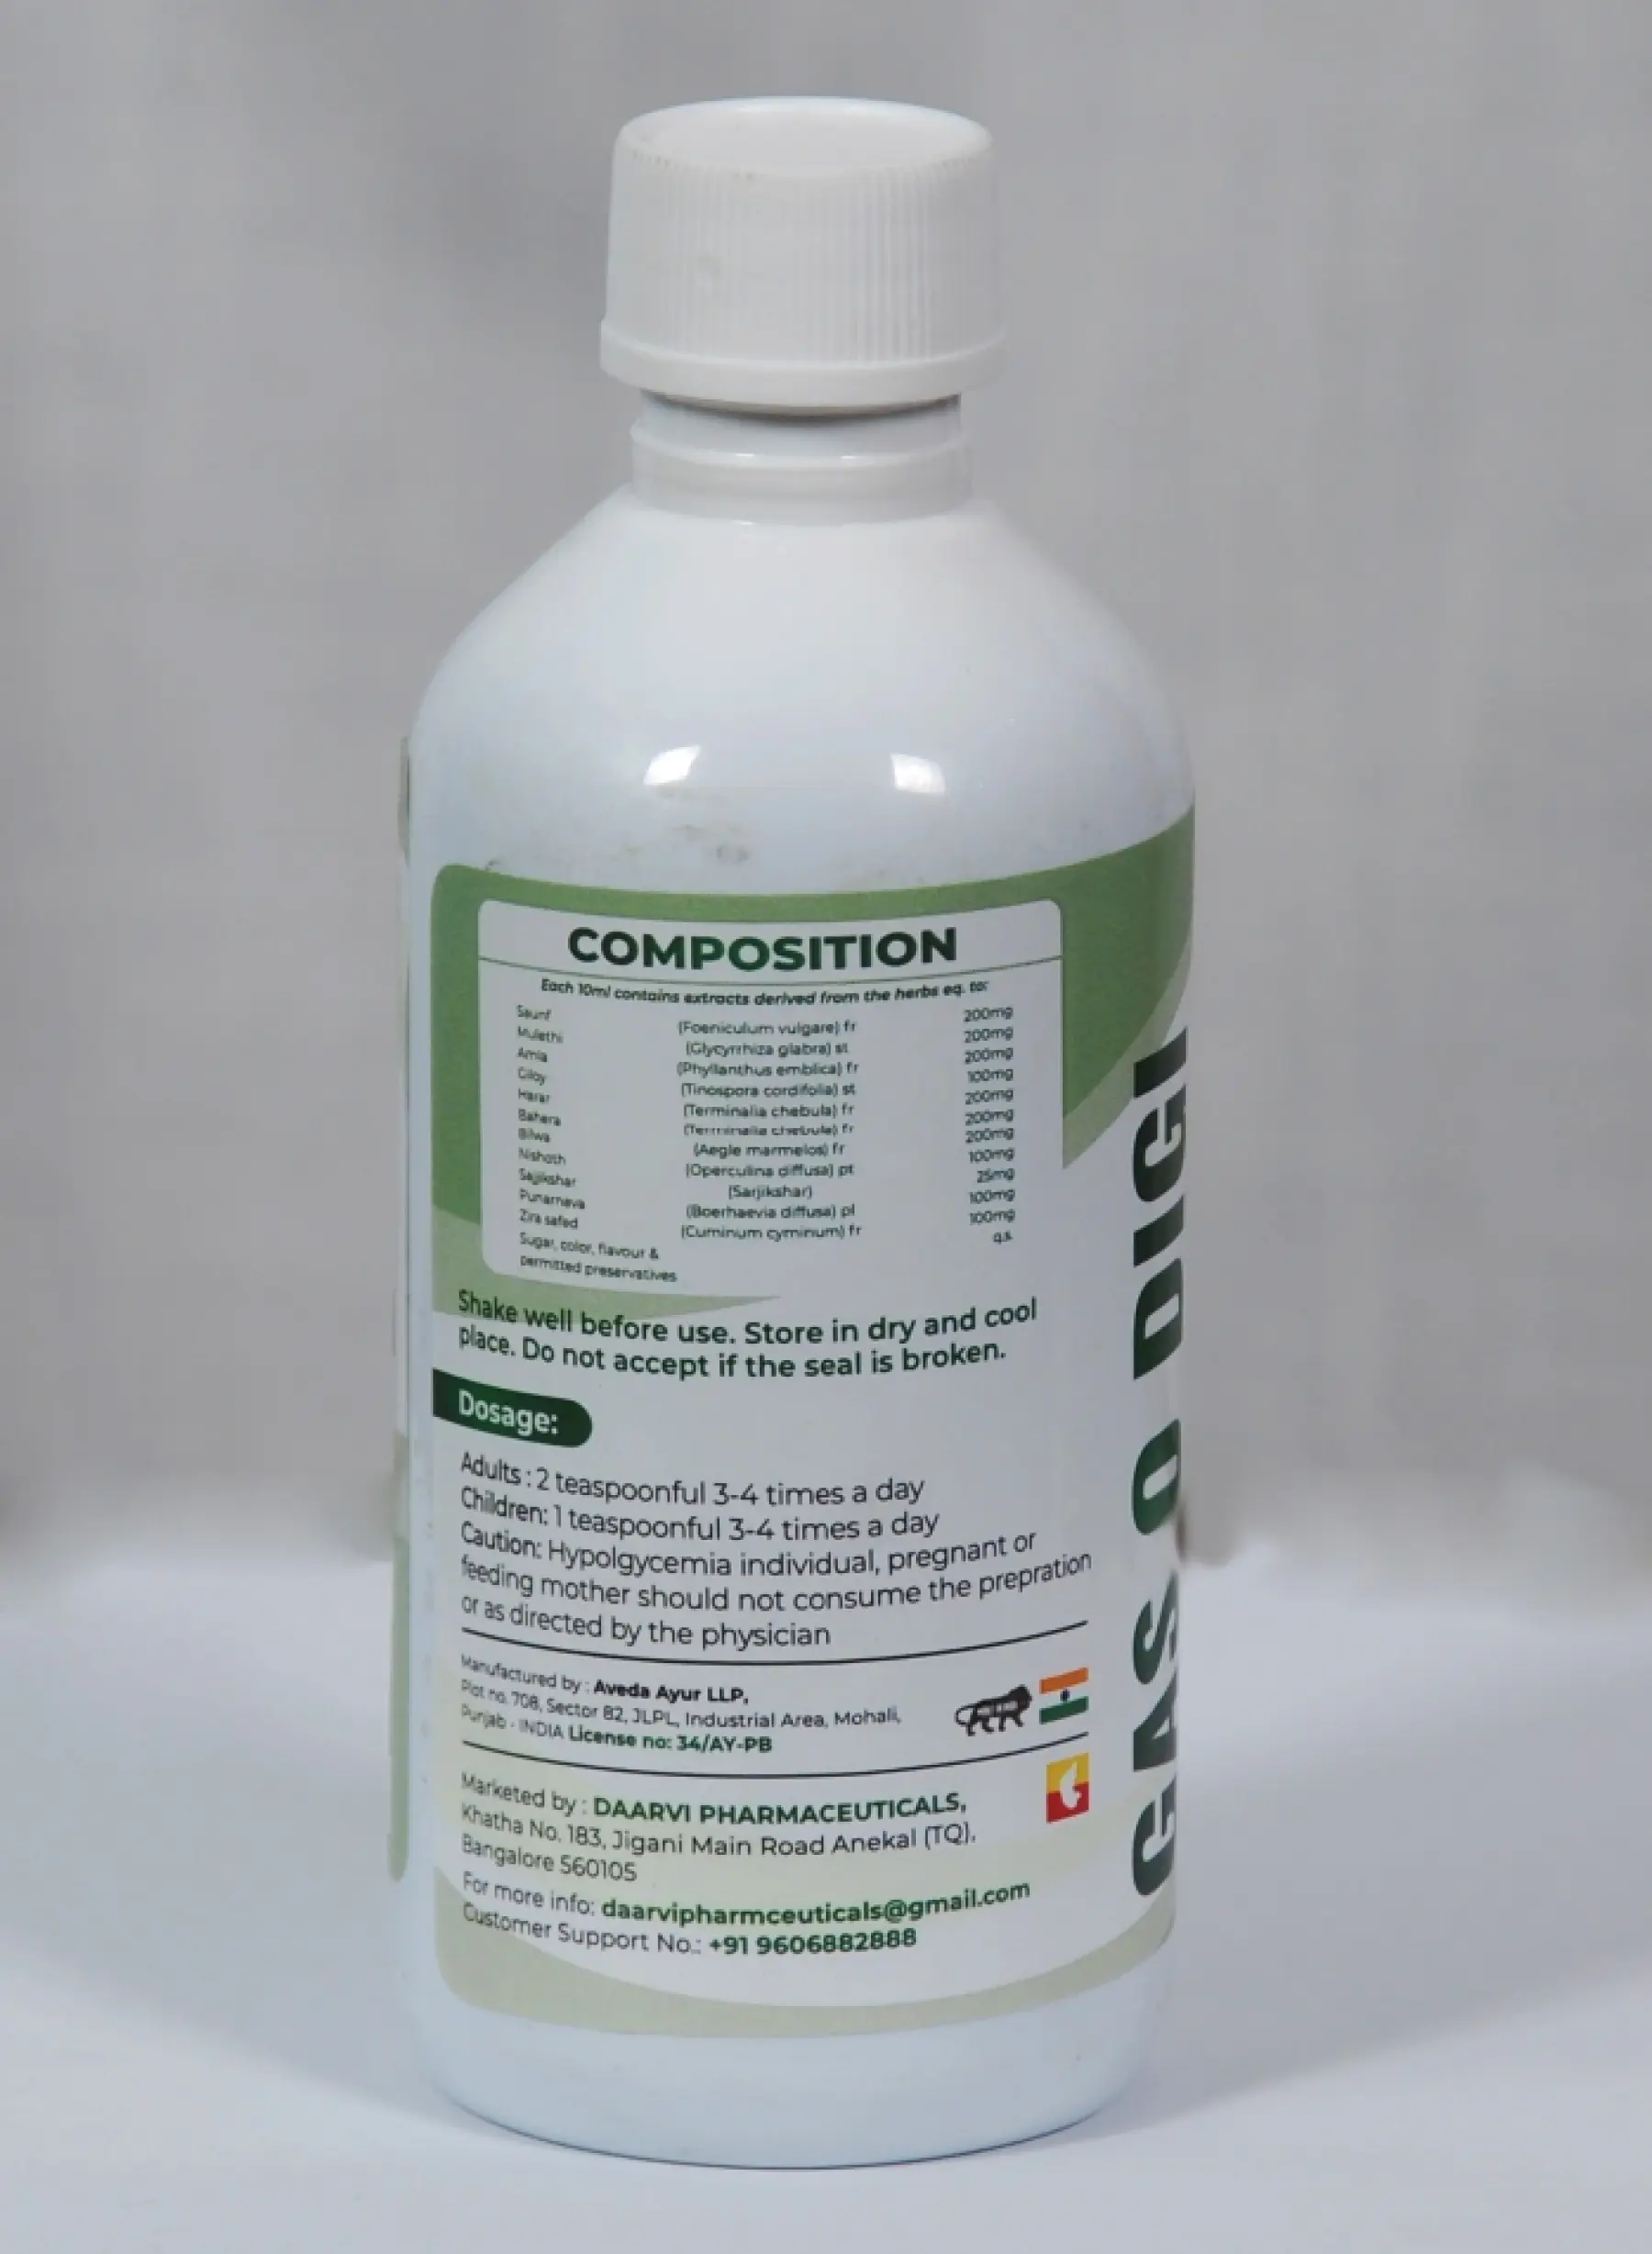 COMPOSITION
Each 10ml contains extracts derived from the herbs eq. to:
Saunf (Foeniculum vulgare) fr 200mg
Mulethi (Glycyrrhiza glabra) st 200mg
Amla (Phyllanthus emblica) fr 200mg
Giloy (Tinospora cordifolia) st 100mg
Harar (Terminalia chebula) fr 200mg
Bahera (Terminalia chebula) fr 200mg
Bilwa (Aegle marmelos) fr 200mg
Nishoth (Operculina diffusa) pt 100mg
Sajjikshar (Sarjikshar) 25mg
Punarnava (Boerhaevia diffusa) pl 100mg
Zira safed (Cuminum cyminum) fr 100mg
Sugar, color, flavour & q.s
permitted preservatives
Shake well before use. Store in dry and cool
place. Do not accept if the seal is broken.
Dosage:
Adults : 2 teaspoonful 3-4 times a day
Children: 1 teaspoonful 3-4 times a day
Caution: Hypolgycemia individual, pregnant or
feeding mother should not consume the prepration
or as directed by the physician
Manufactured by : Aveda Ayur LLP,
Plot no. 708, Sector 82, JLPL, Industrial Area, Mohali,
Punjab - INDIA License no: 34/AY-PB
Marketed by : DAARVI PHARMACEUTICALS,
Khatha No. 183, Jigani Main Road Anekal (TQ),
Bangalore 560105
For more info: daarvipharmceuticals@gmail.com
Customer Support No.: +91 9606882888
GAS O DIGI